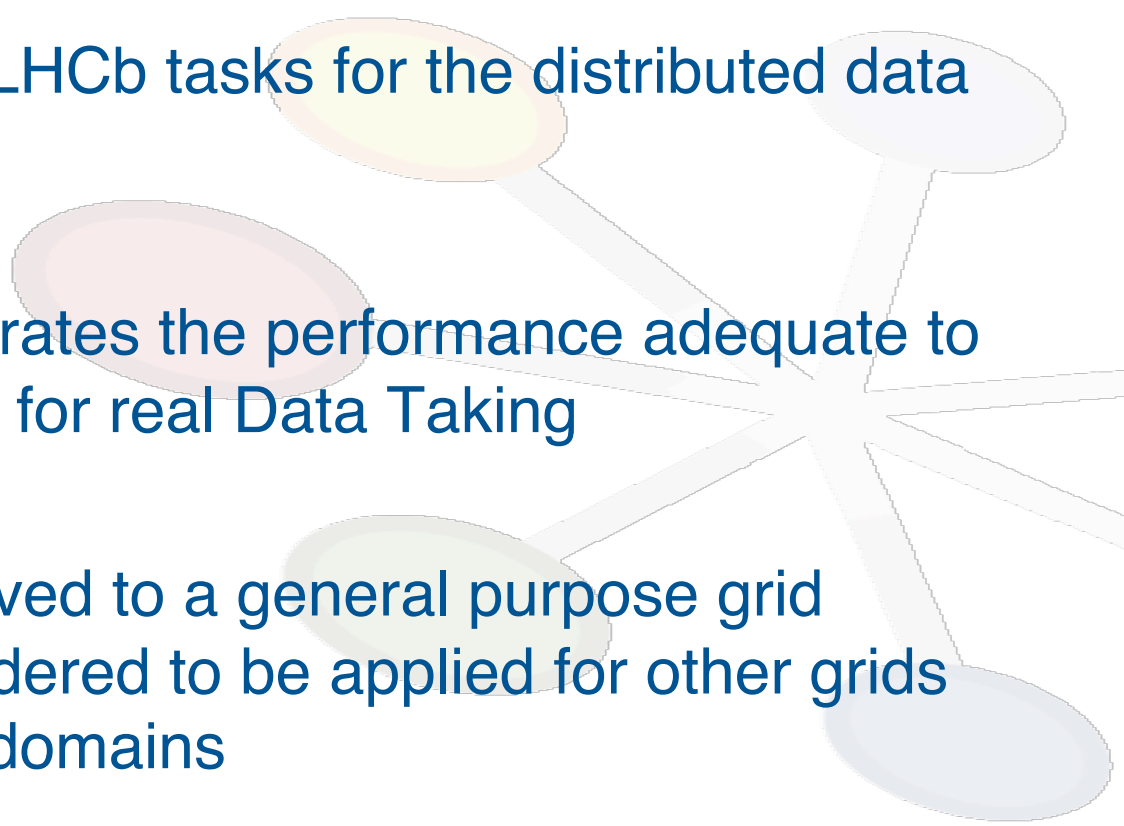 LHCb tasks for the distributed data
rates the performance adequate to
for real Data Taking
ved to a general purpose grid
dered to be applied for other grids
domains